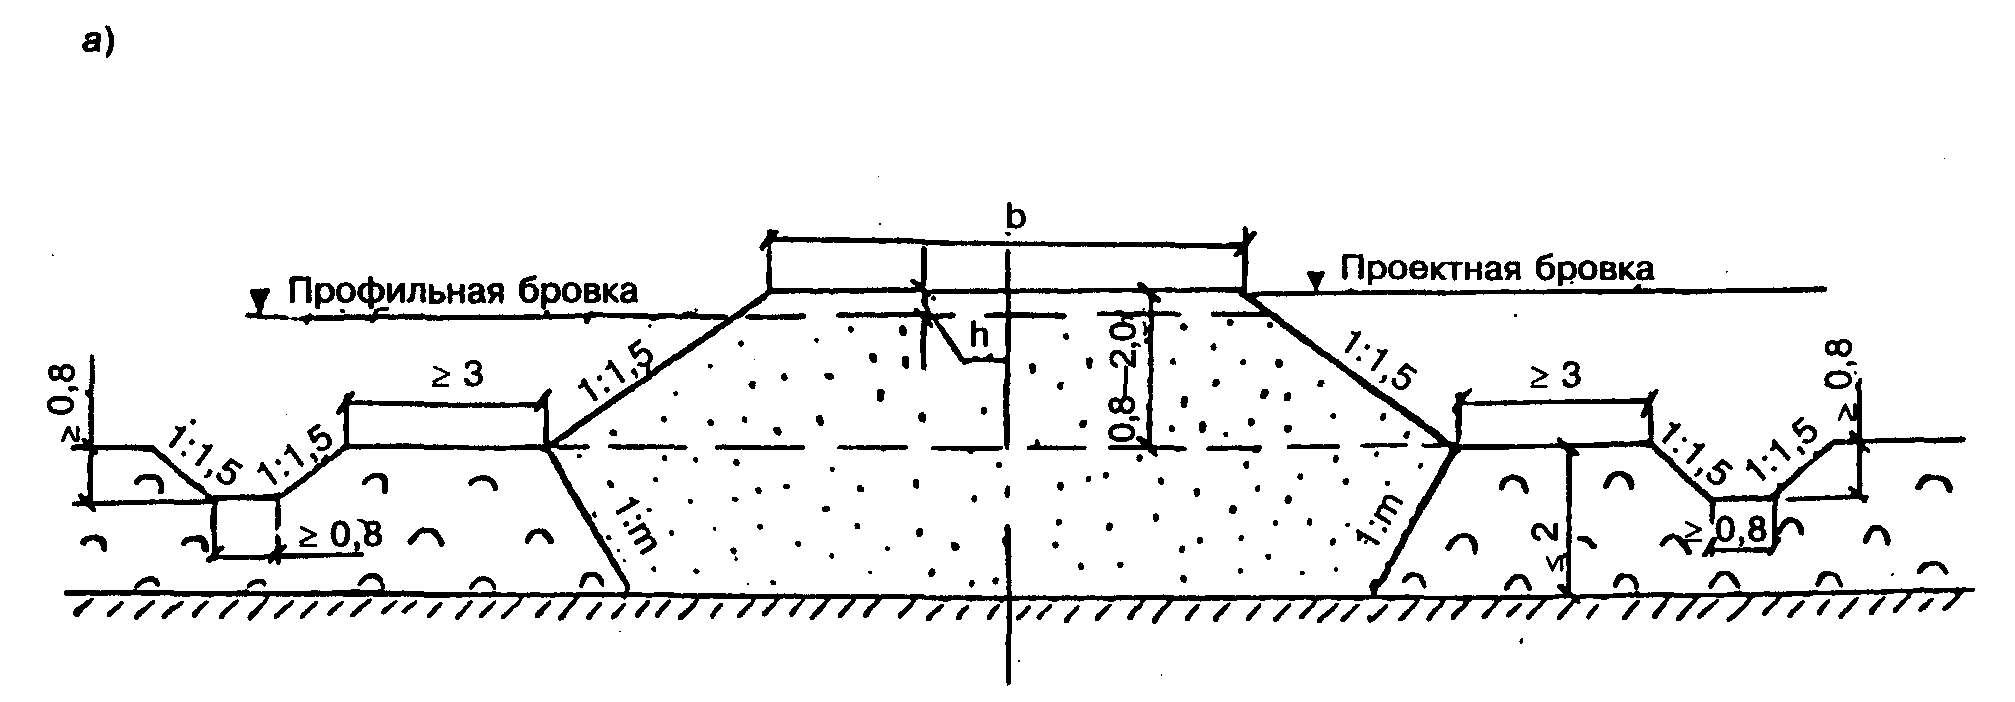 а)
b
Проектная бровка
Профильная бровка
h
0,8—2,0
1:1,5
1:1,5
≥ 3
≥ 3
≥ 0,8
≥ 0,8
1:1,5
1:1,5
1:1,5
1:1,5
1:m
1:m
≥ 0,8
≥ 0,8
≤ 2